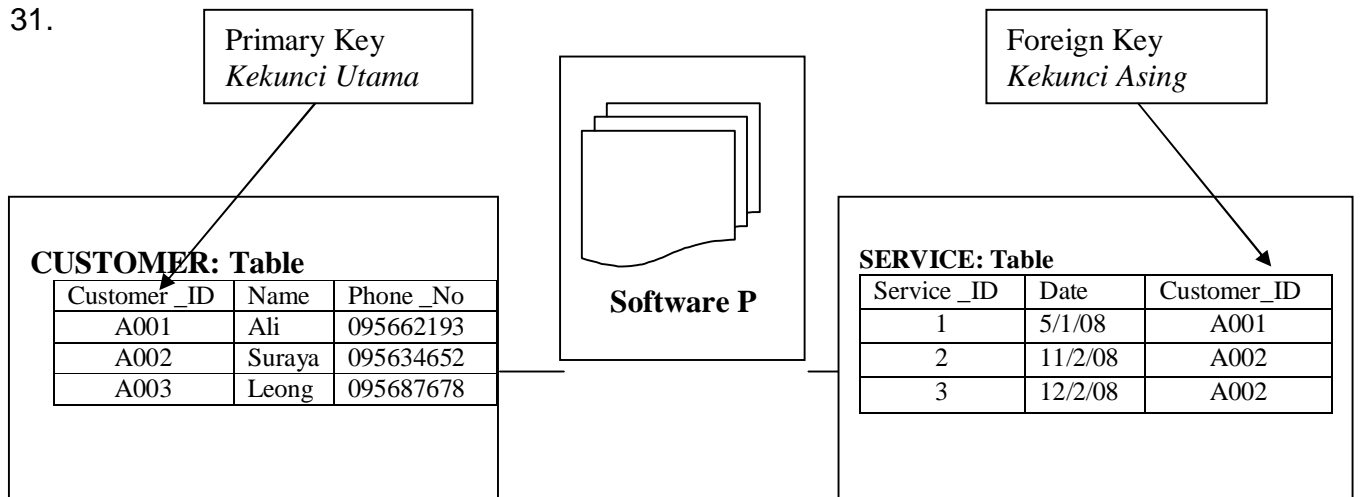 31.
Primary Key
Kekunci Utama
Foreign Key
Kekunci Asing
CUSTOMER: Table
Customer _ID Name Phone _No
A001 Ali 095662193
A002 Suraya 095634652
A003 Leong 095687678
Software P
SERVICE: Table
Service _ID Date Customer_ID
1 5/1/08 A001
2 11/2/08 A002
3 12/2/08 A002